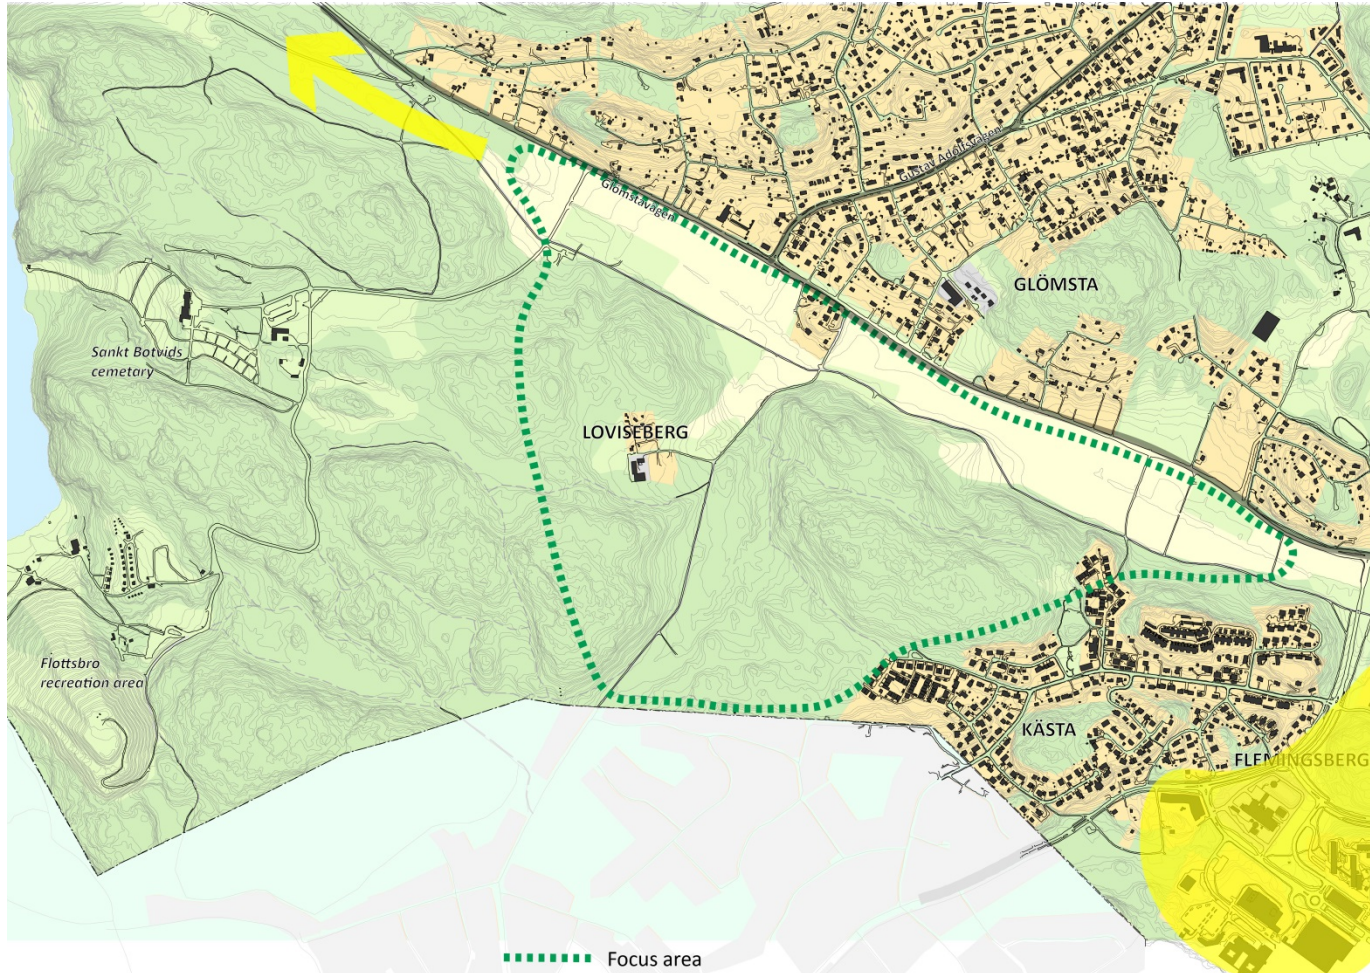 Gustav Adolfsvägen
Glömstavägen
GLÖMSTA
Sankt Botvids
cemetary
LOVISEBERG
Flottsbro
recreation area
KÄSTA
FLEMINGSBERG
Focus area